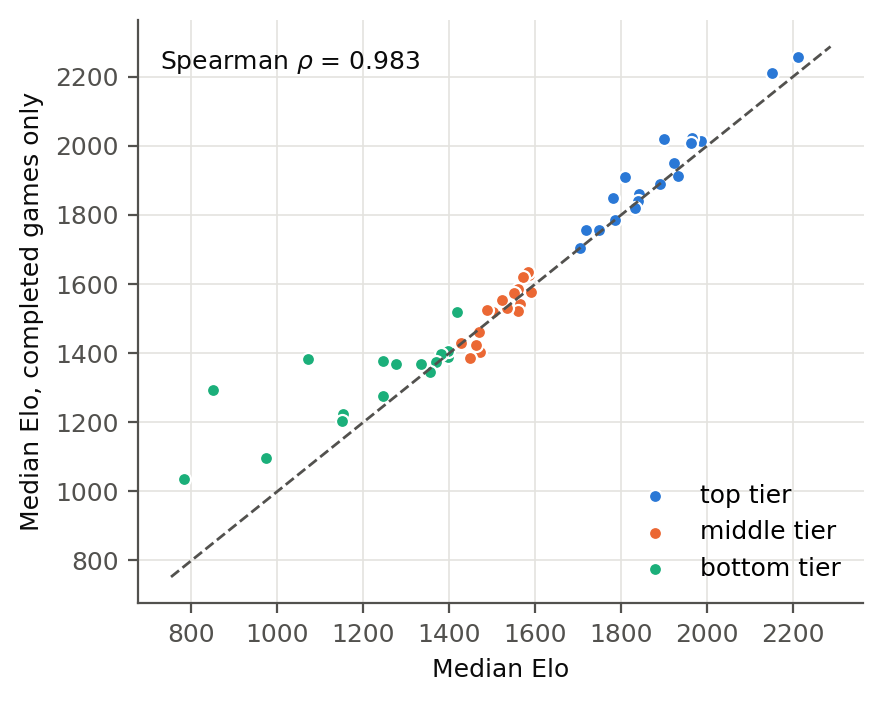 Spearman ρ = 0.983
Median Elo, completed games only
2200
2000
1800
1600
1400
1200
1000
800
top tier
middle tier
bottom tier
800 1000 1200 1400 1600 1800 2000 2200
Median Elo